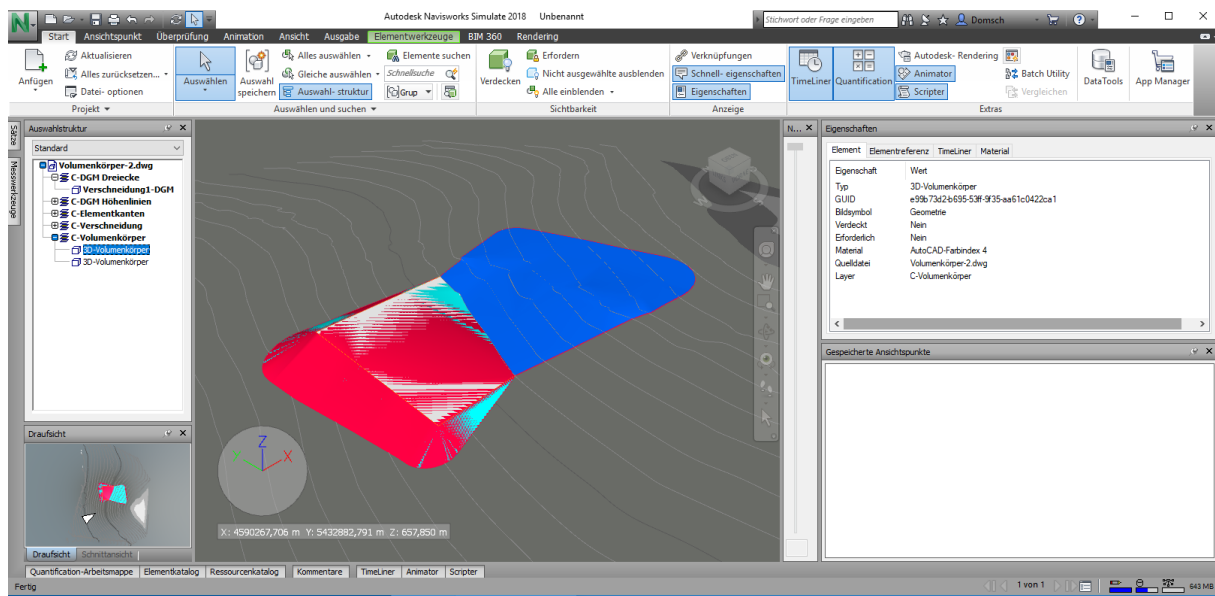 Autodesk Navisworks Simulate 2018 Unbenannt
Stichwort oder Frage eingeben
Domsch
Start Ansichtspunkt Überprüfung Animation Ansicht Ausgabe Elementwerkzeuge BIM 360 Rendering
Anfügen
Aktualisieren
Alles zurücksetzen...
Datei- optionen
Projekt
Auswählen
Auswahl speichern
Alles auswählen
Gleiche auswählen
Auswahl- struktur
Elemente suchen
Schnellsuche
Grup
Auswählen und suchen
Verdecken
Erfordern
Nicht ausgewählte ausblenden
Alle einblenden
Sichtbarkeit
Verknüpfungen
Schnell- eigenschaften
Eigenschaften
Anzeige
TimeLiner
Quantification
Autodesk- Rendering
Animator
Scripter
Batch Utility
Vergleichen
DataTools
App Manager
Extras
Sätze
Messwerkzeuge
Auswahlstruktur
Standard
Volumenkörper-2.dwg
C-DGM Dreiecke
Verschneidung1-DGM
C-DGM Höhenlinien
C-Elementkanten
C-Verschneidung
C-Volumenkörper
3D-Volumenkörper
3D-Volumenkörper
Draufsicht
Draufsicht Schnittansicht
Z
X
X: 4590267,706 m Y: 5432882,791 m Z: 657,850 m
N...
Eigenschaften
Element Elementreferenz TimeLiner Material
Eigenschaft Wert
Typ 3D-Volumenkörper
GUID e99b73d2-b695-53ff-9f35-aa61c0422ca1
Bildsymbol Geometrie
Verdeckt Nein
Erforderlich Nein
Material AutoCAD-Farbindex 4
Quelldatei Volumenkörper-2.dwg
Layer C-Volumenkörper
Gespeicherte Ansichtspunkte
Quantification-Arbeitsmappe Elementkatalog Ressourcenkatalog Kommentare TimeLiner Animator Scripter
Fertig
1 von 1
643 MB